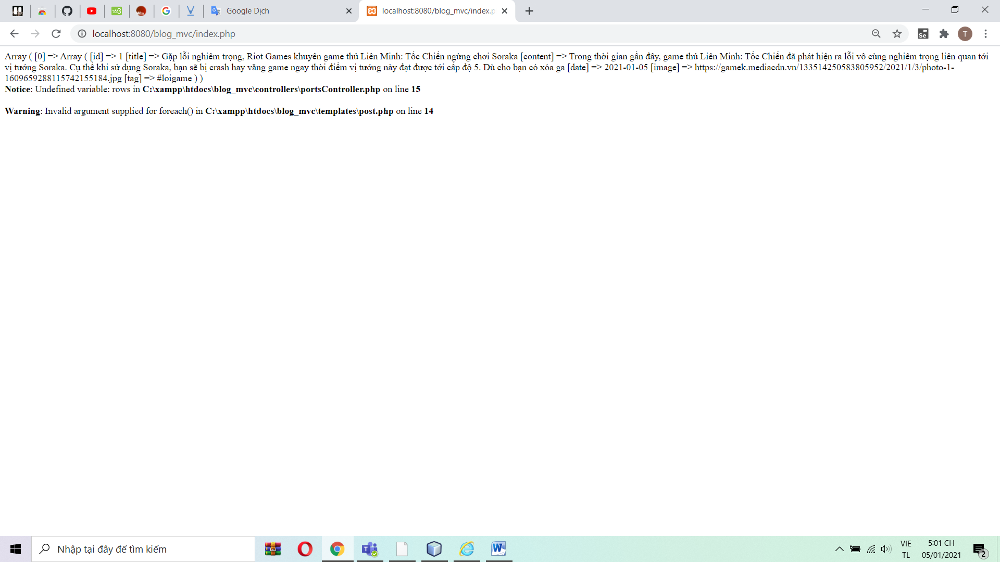 Google Dịch
localhost:8080/blog_mvc/index.p
localhost:8080/blog_mvc/index.php
Se
T
Array ( [0] => Array ( [id] => 1 [title] => Gặp lỗi nghiêm trọng, Riot Games khuyên game thủ Liên Minh: Tốc Chiến ngừng chơi Soraka [content] => Trong thời gian gần đây, game thủ Liên Minh: Tốc Chiến đã phát hiện ra lỗi vô cùng nghiêm trọng liên quan tới
vị tướng Soraka. Cụ thể khi sử dụng Soraka, bạn sẽ bị crash hay văng game ngay thời điểm vị tướng này đạt được tới cấp độ 5. Dù cho bạn có xóa ga [date] => 2021-01-05 [image] => https://gamek.mediacdn.vn/133514250583805952/2021/1/3/photo-1-
1609659288115742155184.jpg [tag] => #loigame ) )
Notice: Undefined variable: rows in C:\xampp\htdocs\blog_mvc\controllers\portsController.php on line 15
Warning: Invalid argument supplied for foreach() in C:\xampp\htdocs\blog_mvc\templates\post.php on line 14
Nhập tại đây để tìm kiếm
VIE
TL
5:01 CH
05/01/2021
2